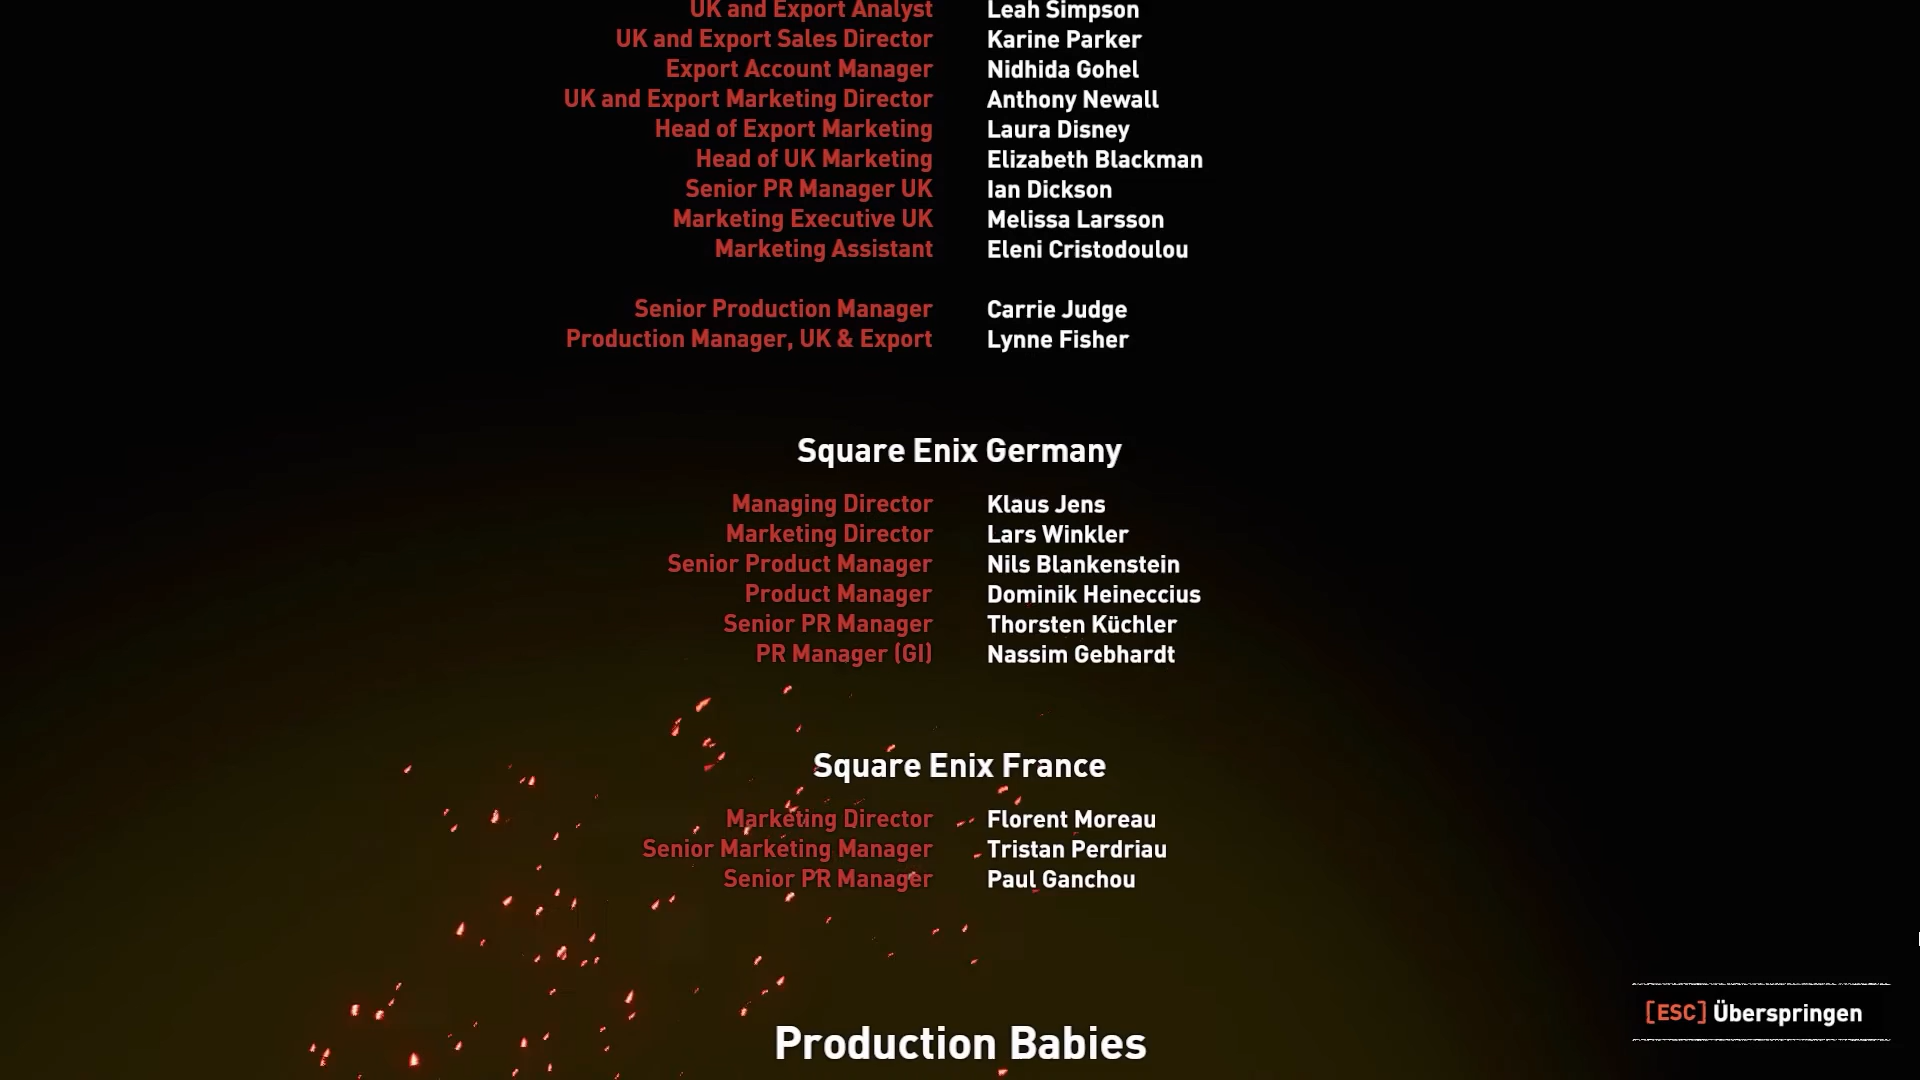 UK and Export Analyst Leah Simpson
UK and Export Sales Director Karine Parker
Export Account Manager Nidhida Gohel
UK and Export Marketing Director Anthony Newall
Head of Export Marketing Laura Disney
Head of UK Marketing Elizabeth Blackman
Senior PR Manager UK Ian Dickson
Marketing Executive UK Melissa Larsson
Marketing Assistant Eleni Cristodoulou
Senior Production Manager Carrie Judge
Production Manager, UK & Export Lynne Fisher
Square Enix Germany
Managing Director Klaus Jens
Marketing Director Lars Winkler
Senior Product Manager Nils Blankenstein
Product Manager Dominik Heineccius
Senior PR Manager Thorsten Küchler
PR Manager (GI) Nassim Gebhardt
Square Enix France
Marketing Director Florent Moreau
Senior Marketing Manager Tristan Perdriau
Senior PR Manager Paul Ganchou
[ESC] Überspringen
Production Babies